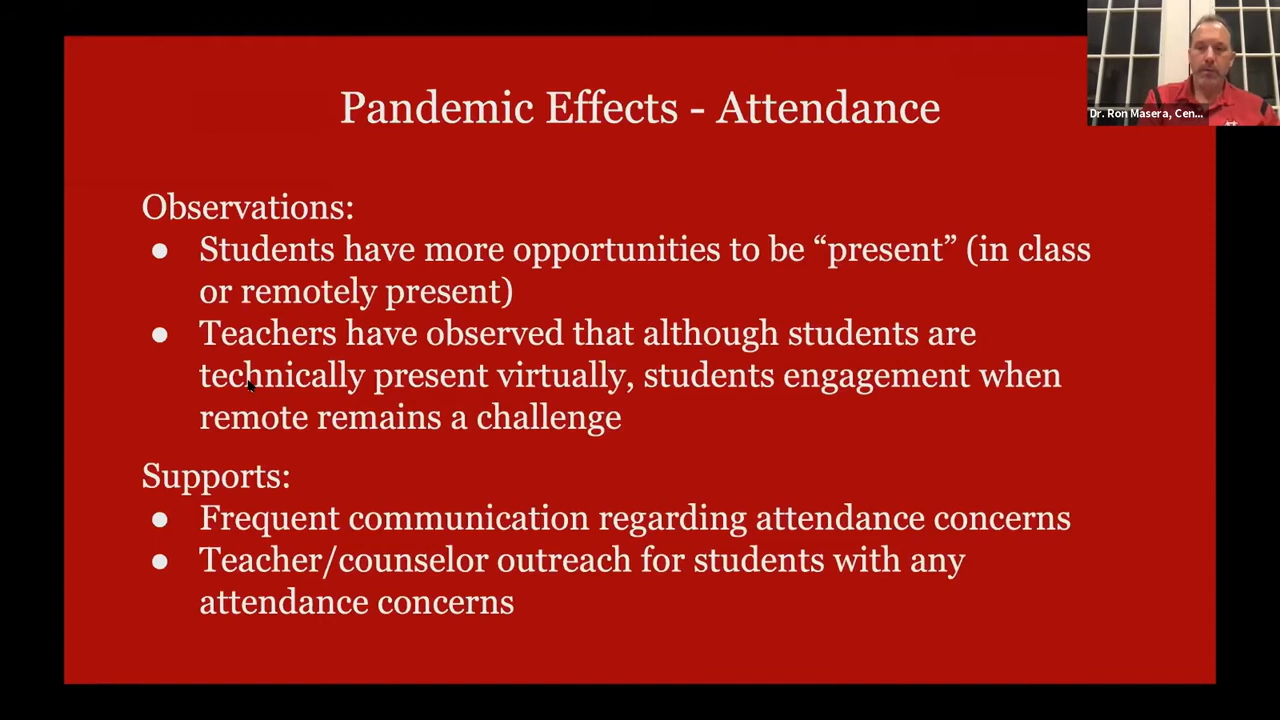 Pandemic Effects - Attendance
Dr. Ron Masera, Cen...
Observations:
● Students have more opportunities to be “present” (in class
or remotely present)
● Teachers have observed that although students are
technically present virtually, students engagement when
remote remains a challenge
Supports:
● Frequent communication regarding attendance concerns
● Teacher/counselor outreach for students with any
attendance concerns